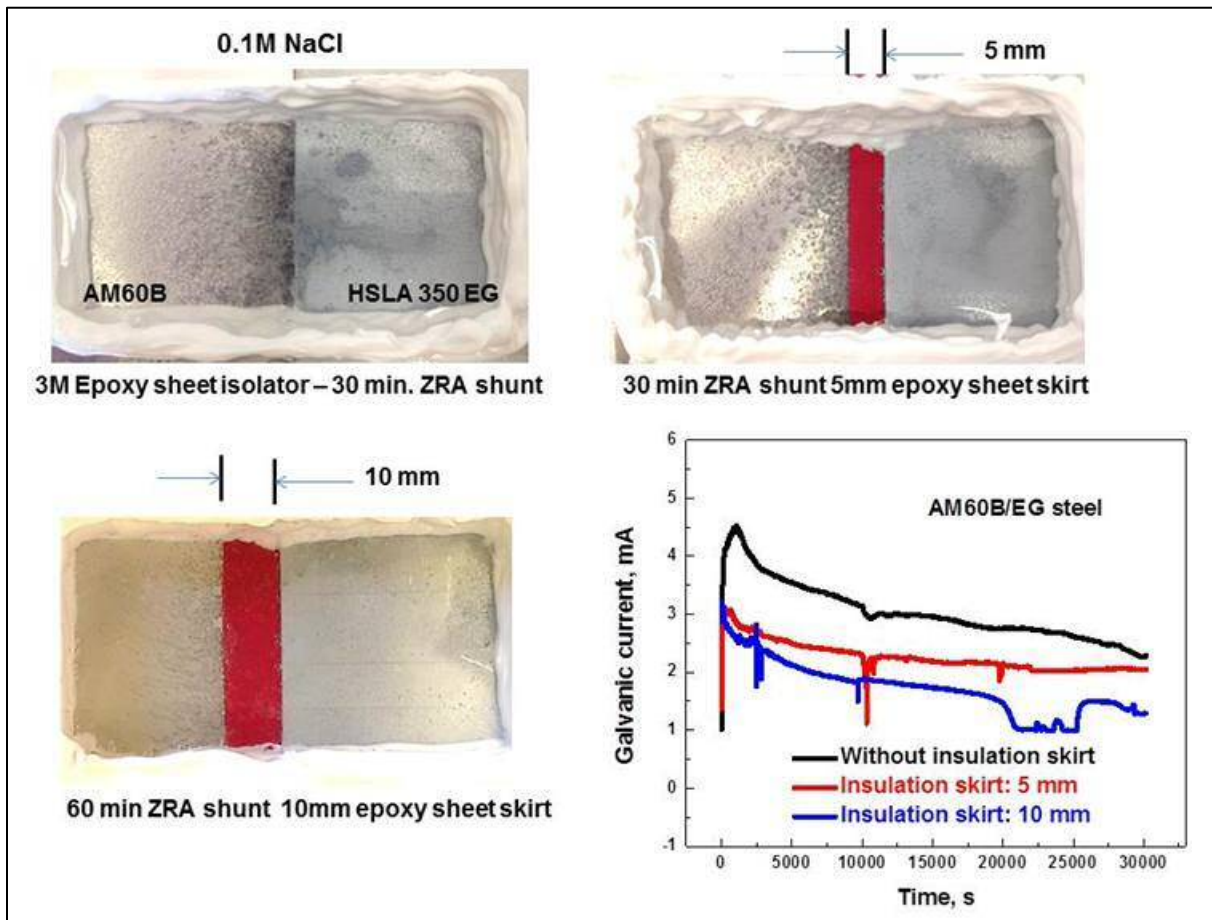 0.1M NaCl
5 mm
AM60B
HSLA 350 EG
3M Epoxy sheet isolator – 30 min. ZRA shunt
30 min ZRA shunt 5mm epoxy sheet skirt
10 mm
60 min ZRA shunt 10mm epoxy sheet skirt
6
5
4
3
2
1
0
-1
Galvanic current, mA
AM60B/EG steel
Without insulation skirt
Insulation skirt: 5 mm
Insulation skirt: 10 mm
0 5000 10000 15000 20000 25000 30000
Time, s